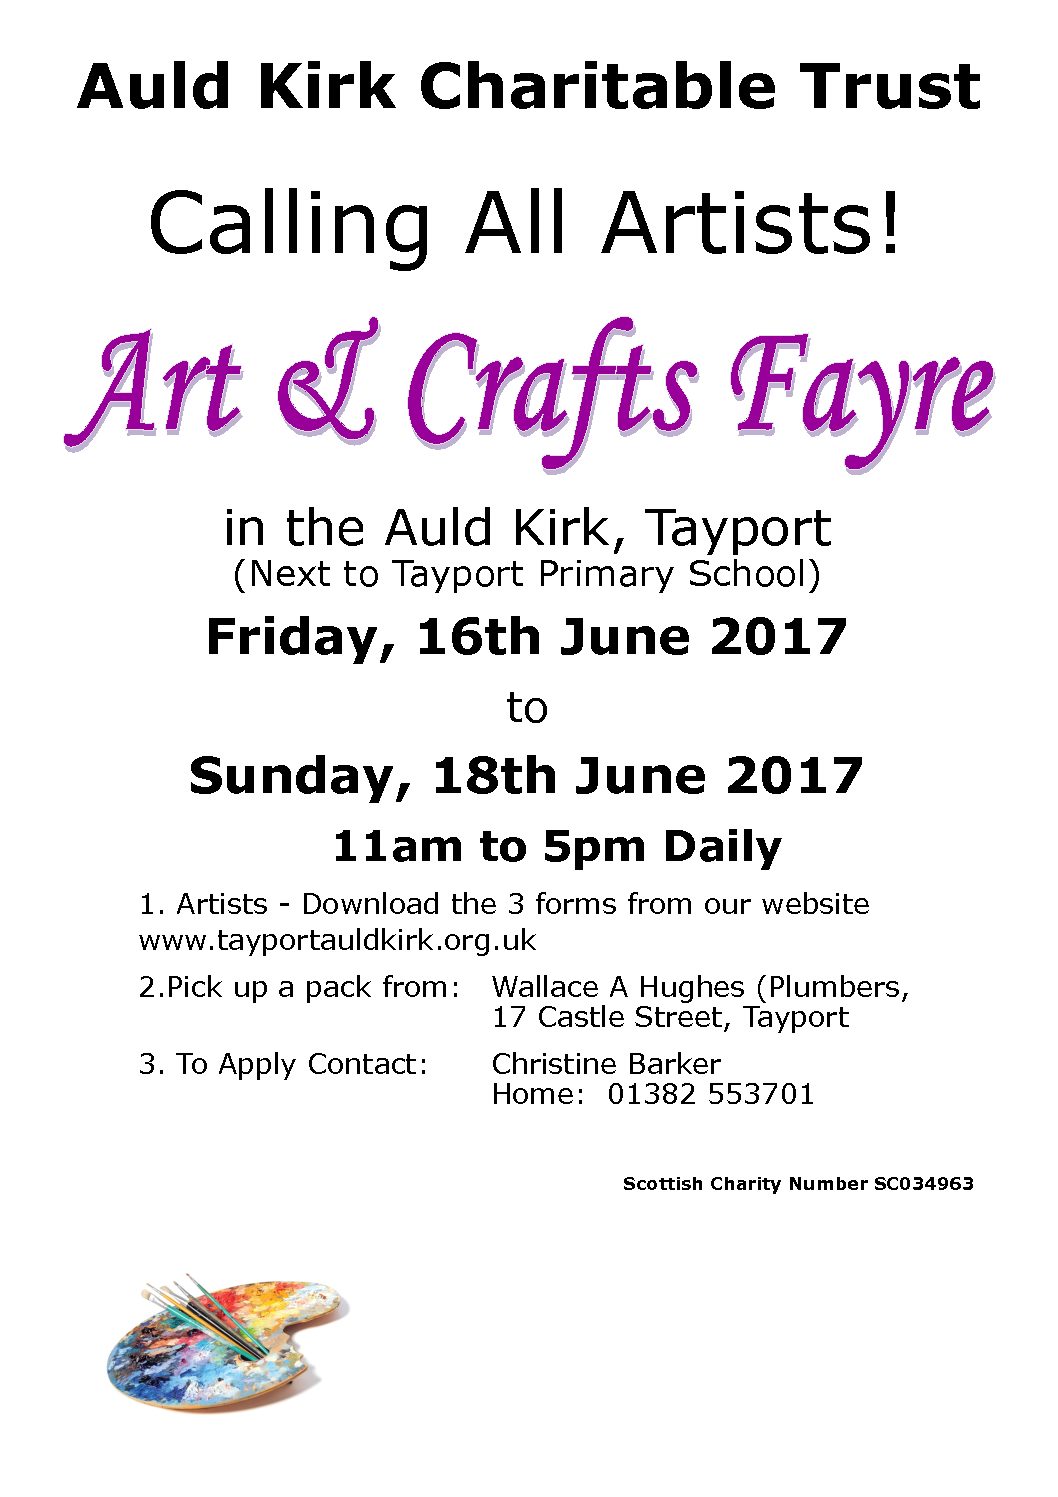 Auld Kirk Charitable Trust
Calling All Artists!
Art & Crafts Fayre
in the Auld Kirk, Tayport
(Next to Tayport Primary School)
Friday, 16th June 2017
to
Sunday, 18th June 2017
11am to 5pm Daily
1. Artists - Download the 3 forms from our website
www.tayportauldkirk.org.uk
2.Pick up a pack from: Wallace A Hughes (Plumbers,
17 Castle Street, Tayport
3. To Apply Contact: Christine Barker
Home: 01382 553701
Scottish Charity Number SC034963